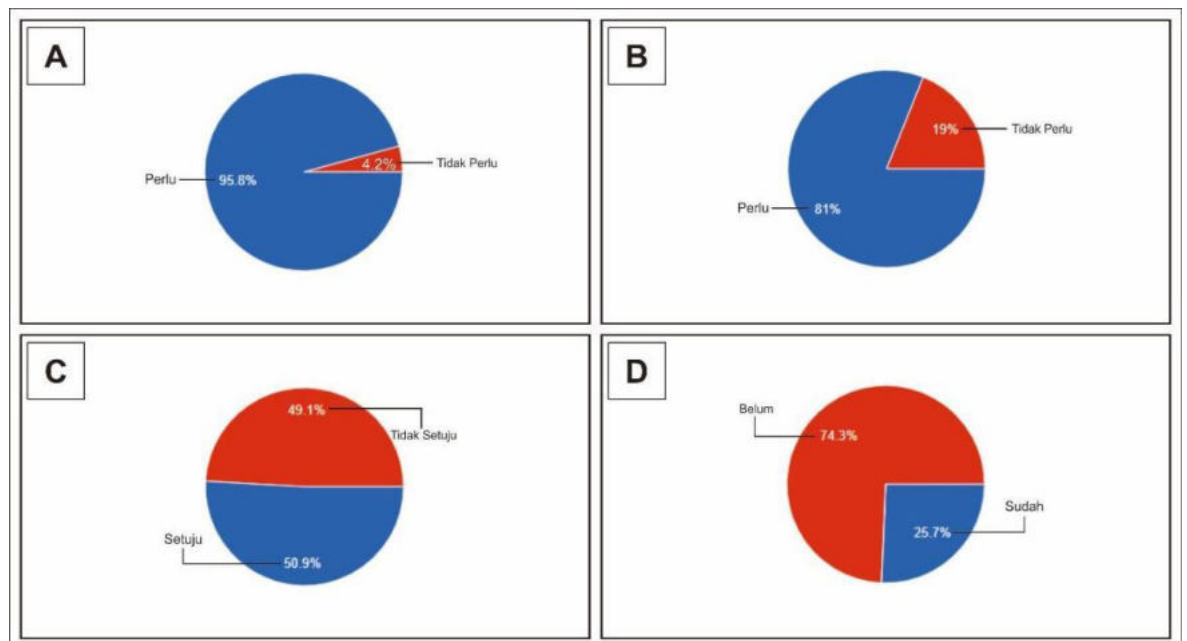 A
Perlu
95.8%
4.2%
Tidak Perlu
B
19%
Tidak Perlu
Perlu
81%
C
49.1%
Tidak Setuju
Setuju
50.9%
D
Belum
74.3%
Sudah
25.7%